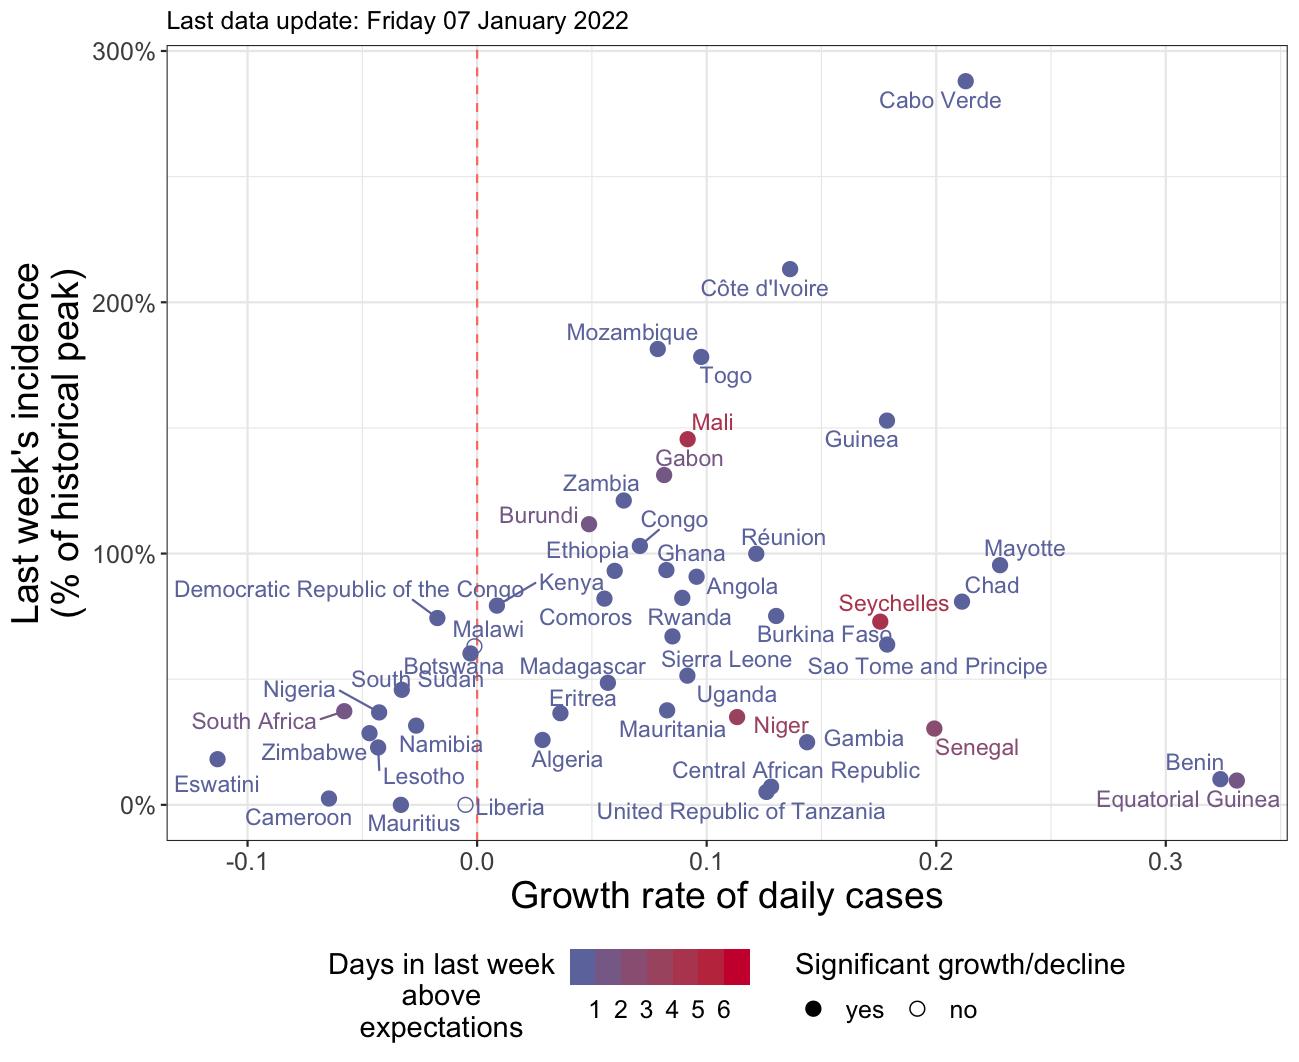 Last data update: Friday 07 January 2022
300%
200%
100%
0%
Last week's incidence
(% of historical peak)
Cabo Verde
Côte d'Ivoire
Mozambique
Togo
Mali
Guinea
Gabon
Zambia
Burundi
Congo
Réunion
Ethiopia
Ghana
Mayotte
Democratic Republic of the Congo
Kenya
Angola
Chad
Seychelles
Comoros
Rwanda
Malawi
Burkina Faso
Botswana
Madagascar
Sierra Leone
Sao Tome and Principe
South Sudan
Nigeria
Eritrea
Uganda
South Africa
Mauritania
Niger
Zimbabwe
Namibia
Gambia
Senegal
Algeria
Lesotho
Central African Republic
Benin
Eswatini
Equatorial Guinea
Cameroon
Mauritius
Liberia
United Republic of Tanzania
-0.1 0.0 0.1 0.2 0.3
Growth rate of daily cases
Days in last week
above
expectations
1 2 3 4 5 6
Significant growth/decline
yes no